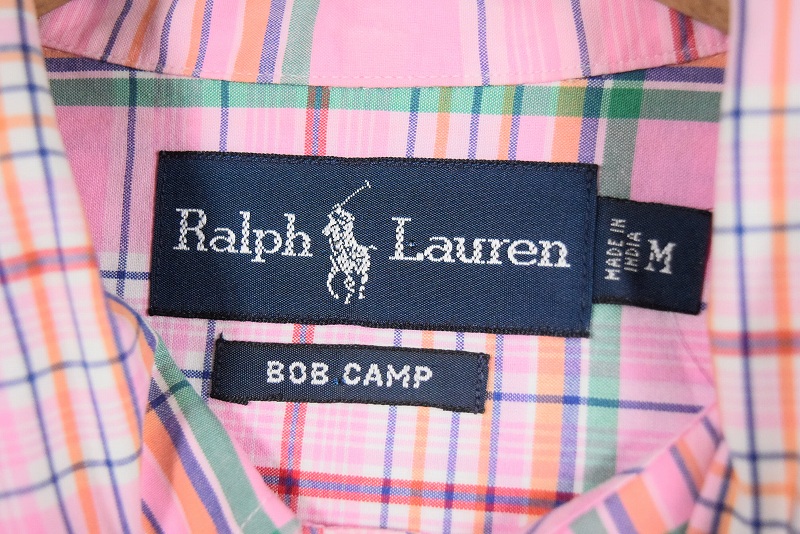 Ralph Lauren
MADE IN
INDIA
M
BOB CAMP